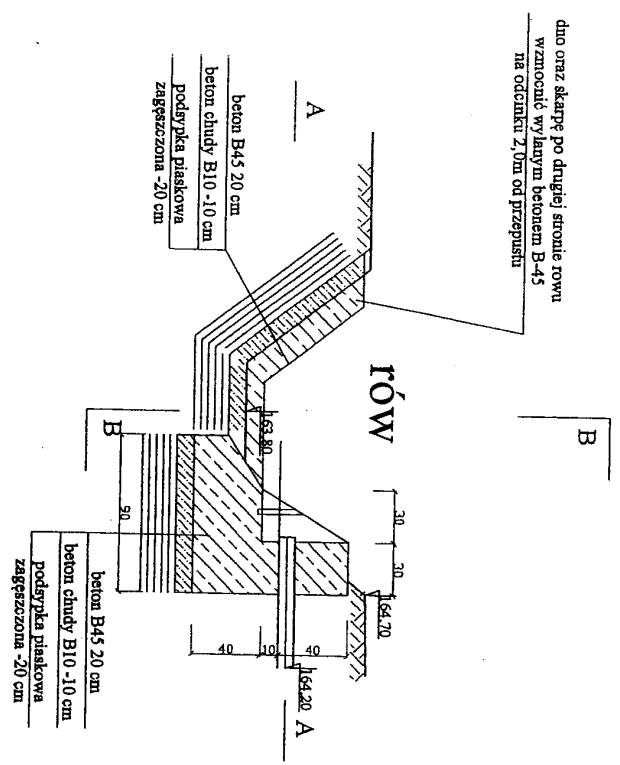 dno oraz skarpę po drugiej stronie rowu
wzmocnić wylanym betonem B-45
na odcinku 2,0m od przepustu
A
beton B45 20 cm
beton chudy B10 -10 cm
podsypka piaskowa
zagęszczona -20 cm
rów
B
B
163.80
30
30
164.70
90
40
10
40
164.20
A
beton B45 20 cm
beton chudy B10 -10 cm
podsypka piaskowa
zagęszczona -20 cm